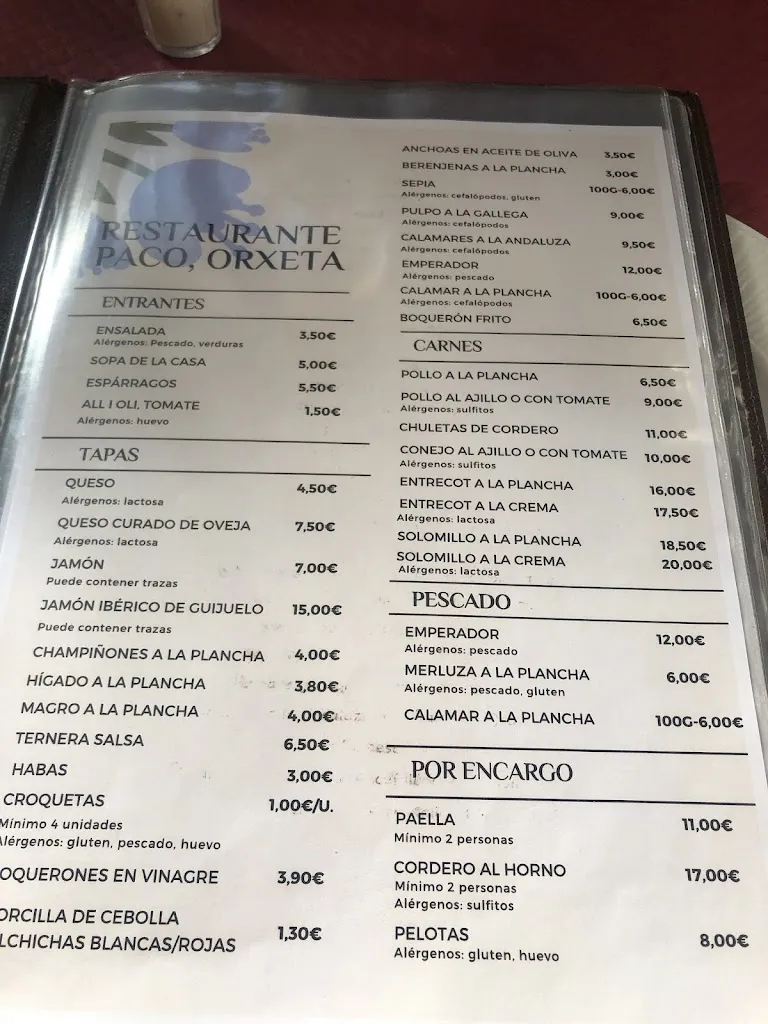 RESTAURANTE
PACO, ORXETA
ENTRANTES
ENSALADA 3,50€
Alérgenos: Pescado, verduras
SOPA DE LA CASA 5,00€
ESPÁRRAGOS 5,50€
ALL I OLI, TOMATE 1,50€
Alérgenos: huevo
TAPAS
QUESO 4,50€
Alérgenos: lactosa
QUESO CURADO DE OVEJA 7,50€
Alérgenos: lactosa
JAMÓN 7,00€
Puede contener trazas
JAMÓN IBÉRICO DE GUIJUELO 15,00€
Puede contener trazas
CHAMPIÑONES A LA PLANCHA 4,00€
HÍGADO A LA PLANCHA 3,80€
MAGRO A LA PLANCHA 4,00€
TERNERA SALSA 6,50€
HABAS 3,00€
CROQUETAS 1,00€/U.
Mínimo 4 unidades
Alérgenos: gluten, pescado, huevo
OQUERONES EN VINAGRE 3,90€
ORCILLA DE CEBOLLA
LCHICHAS BLANCAS/ROJAS 1,30€
ANCHOAS EN ACEITE DE OLIVA 3,50€
BERENJENAS A LA PLANCHA 3,00€
SEPIA 100G-6,00€
Alérgenos: cefalópodos, gluten
PULPO A LA GALLEGA 9,00€
Alérgenos: cefalópodos
CALAMARES A LA ANDALUZA 9,50€
Alérgenos: cefalópodos
EMPERADOR 12,00€
Alérgenos: pescado
CALAMAR A LA PLANCHA 100G-6,00€
Alérgenos: cefalópodos
BOQUERÓN FRITO 6,50€
CARNES
POLLO A LA PLANCHA 6,50€
POLLO AL AJILLO O CON TOMATE 9,00€
Alérgenos: sulfitos
CHULETAS DE CORDERO 11,00€
CONEJO AL AJILLO O CON TOMATE 10,00€
Alérgenos: sulfitos
ENTRECOT A LA PLANCHA 16,00€
ENTRECOT A LA CREMA 17,50€
Alérgenos: lactosa
SOLOMILLO A LA PLANCHA 18,50€
SOLOMILLO A LA CREMA 20,00€
Alérgenos: lactosa
PESCADO
EMPERADOR 12,00€
Alérgenos: pescado
MERLUZA A LA PLANCHA 6,00€
Alérgenos: pescado, gluten
CALAMAR A LA PLANCHA 100G-6,00€
POR ENCARGO
PAELLA 11,00€
Mínimo 2 personas
CORDERO AL HORNO 17,00€
Mínimo 2 personas
Alérgenos: sulfitos
PELOTAS 8,00€
Alérgenos: gluten, huevo